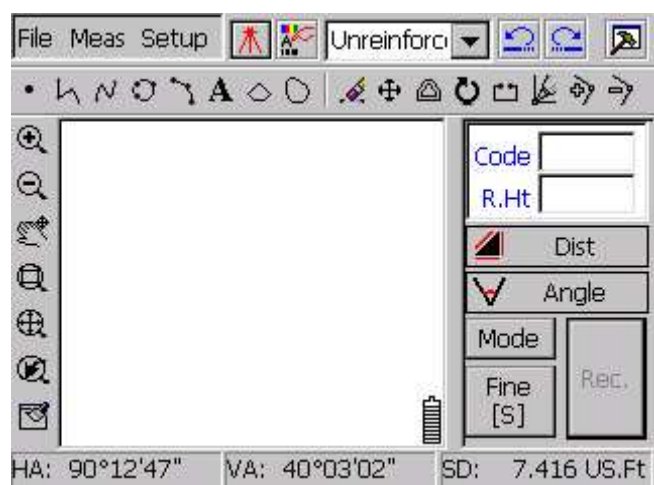 File Meas Setup Unreinforc
A
Code
R.Ht
Dist
Angle
Mode
Rec.
Fine
[S]
HA: 90°12'47" VA: 40°03'02" SD: 7.416 US.Ft